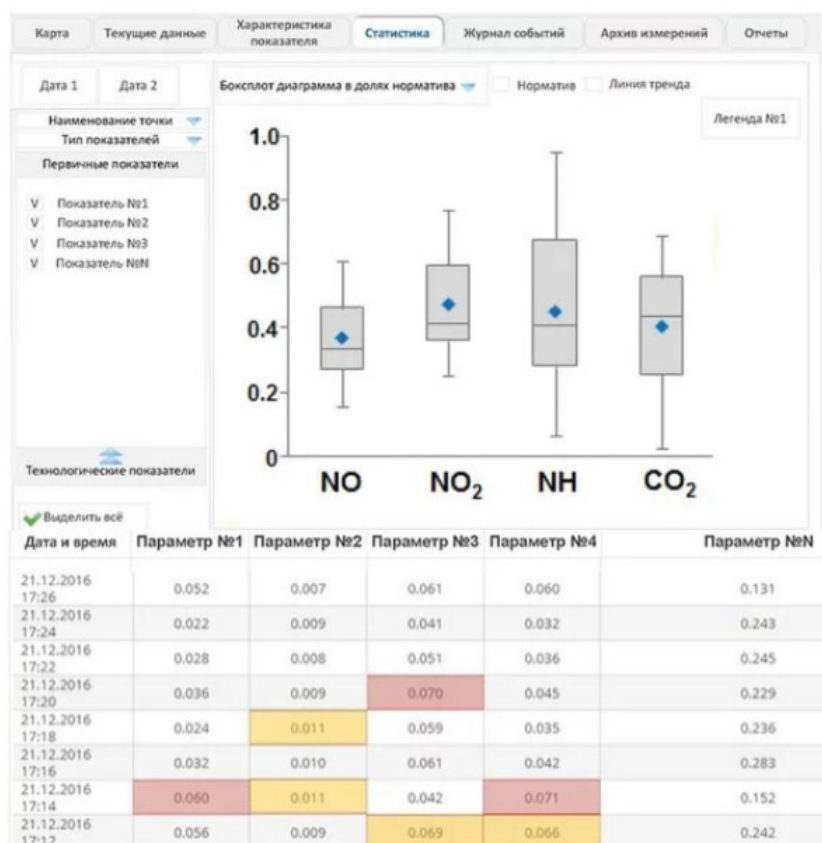 Карта Текущие данные Характеристика показателя Статистика Журнал событий Архив измерений Отчеты
Дата 1 Дата 2
Наименование точки
Тип показателей
Первичные показатели
V Показатель №1
V Показатель №2
V Показатель №3
V Показатель №N
Технологические показатели
Выделить всё
Боксплот диаграмма в долях норматива Норматив Линия тренда
Легенда №1
1.0
0.8
0.6
0.4
0.2
0
NO NO₂ NH CO₂
Дата и время Параметр №1 Параметр №2 Параметр №3 Параметр №4 Параметр №N
21.12.2016
17:26 0.052 0.007 0.061 0.060 0.131
21.12.2016
17:24 0.022 0.009 0.041 0.032 0.243
21.12.2016
17:22 0.028 0.008 0.051 0.036 0.245
21.12.2016
17:20 0.036 0.009 0.070 0.045 0.229
21.12.2016
17:18 0.024 0.011 0.059 0.035 0.236
21.12.2016
17:16 0.032 0.010 0.061 0.042 0.283
21.12.2016
17:14 0.060 0.011 0.042 0.071 0.152
21.12.2016
17:12 0.056 0.009 0.069 0.066 0.242